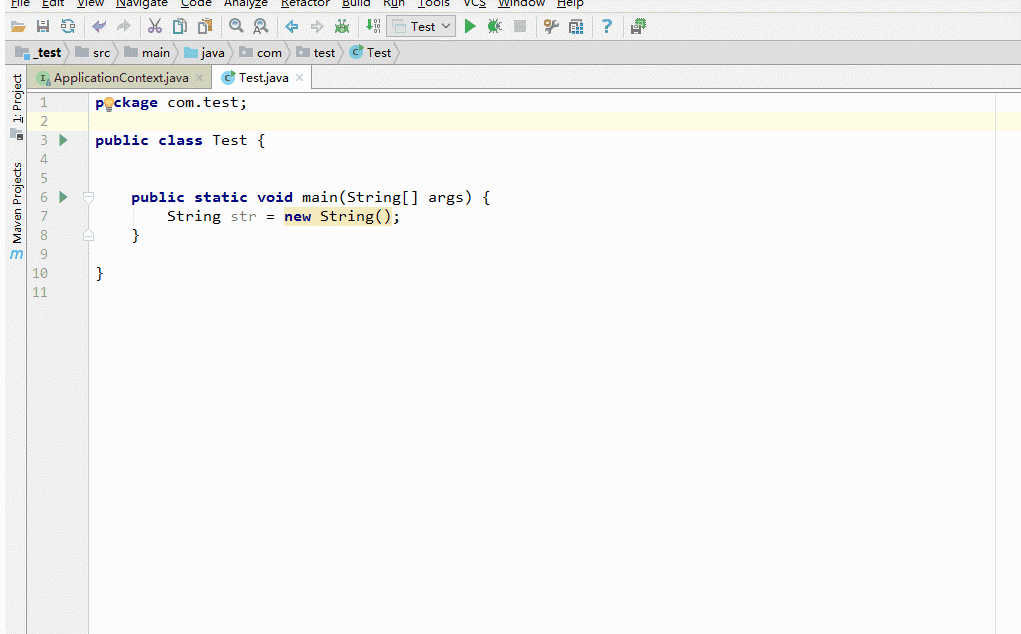 File Edit View Navigate Code Analyze Refactor Build Run Tools VCS Window Help
Test
_test src main java com test Test
ApplicationContext.java Test.java
1: Project
Maven Projects
1 package com.test;
2
3 public class Test {
4
5
6 public static void main(String[] args) {
7 String str = new String();
8 }
9
10 }
11